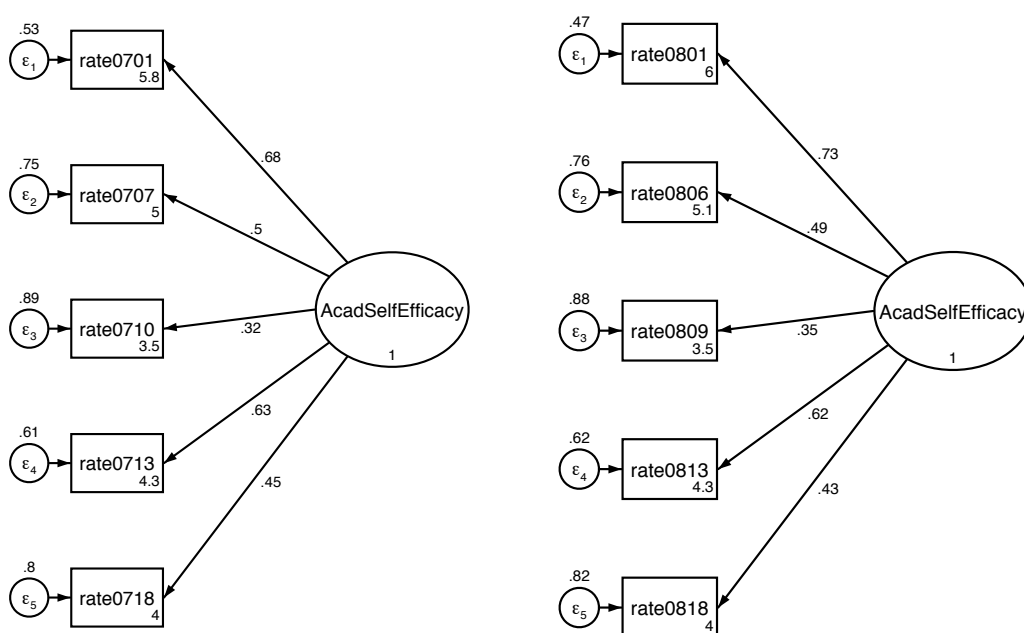 .53
ε1
rate0701
5.8
.68
.75
ε2
rate0707
5
.5
.89
ε3
rate0710
3.5
.32
AcadSelfEfficacy
1
.61
ε4
rate0713
4.3
.63
.8
ε5
rate0718
4
.45
.47
ε1
rate0801
6
.73
.76
ε2
rate0806
5.1
.49
.88
ε3
rate0809
3.5
.35
AcadSelfEfficacy
1
.62
ε4
rate0813
4.3
.62
.82
ε5
rate0818
4
.43